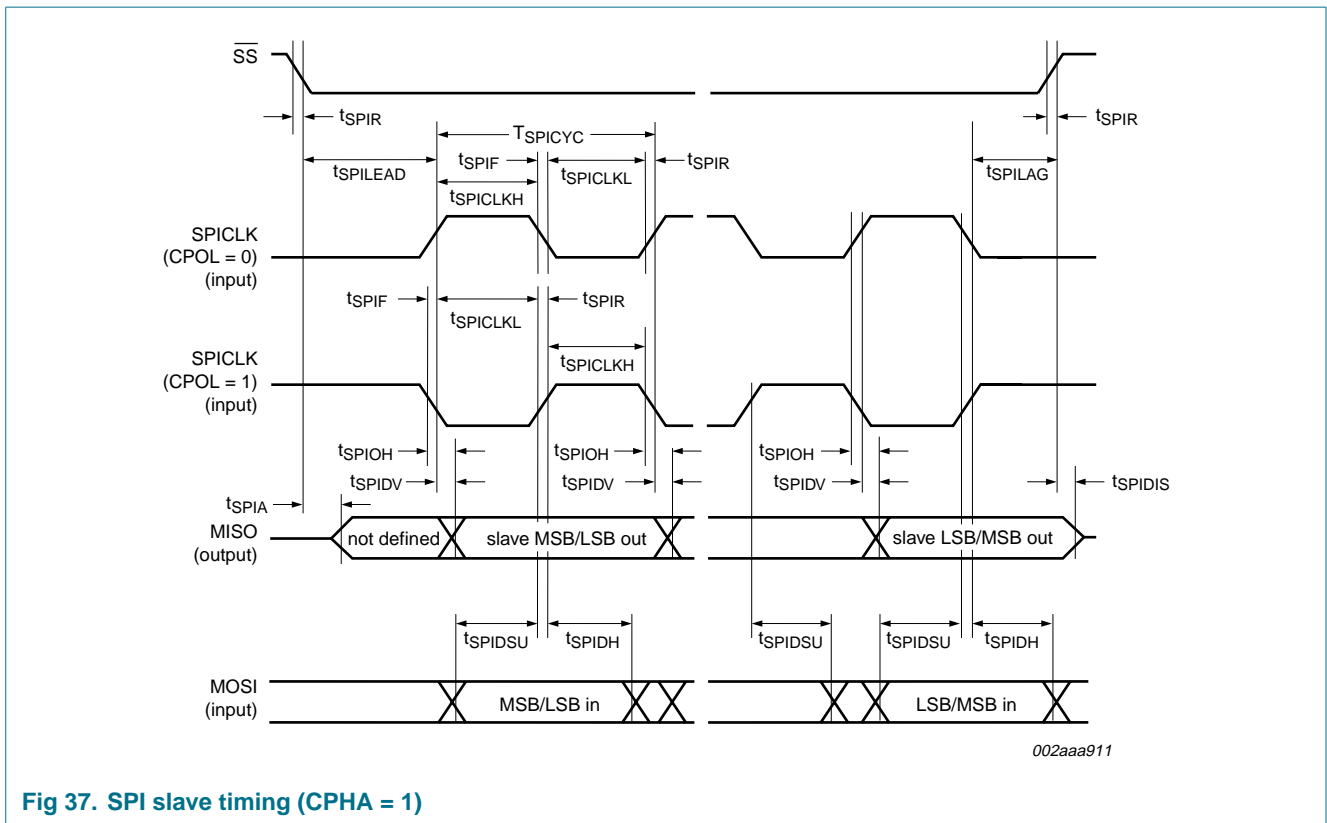 SS
tSPIR
tSPIR
TSPICYC
tSPIF
tSPIR
tSPILEAD
tSPICLKL
tSPILAG
tSPICLKH
SPICLK
(CPOL = 0)
(input)
tSPIF
tSPIR
tSPICLKL
tSPICLKH
SPICLK
(CPOL = 1)
(input)
tSPIOH
tSPIOH
tSPIOH
tSPIDV
tSPIDV
tSPIDV
tSPIDIS
tSPIA
MISO
(output)
not defined
slave MSB/LSB out
slave LSB/MSB out
tSPIDSU
tSPIDH
tSPIDSU
tSPIDSU
tSPIDH
MOSI
(input)
MSB/LSB in
LSB/MSB in
002aaa911
Fig 37. SPI slave timing (CPHA = 1)